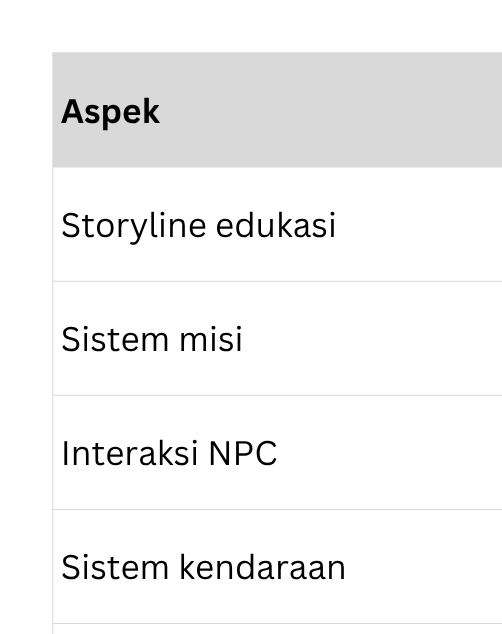 Aspek
Storyline edukasi
Sistem misi
Interaksi NPC
Sistem kendaraan